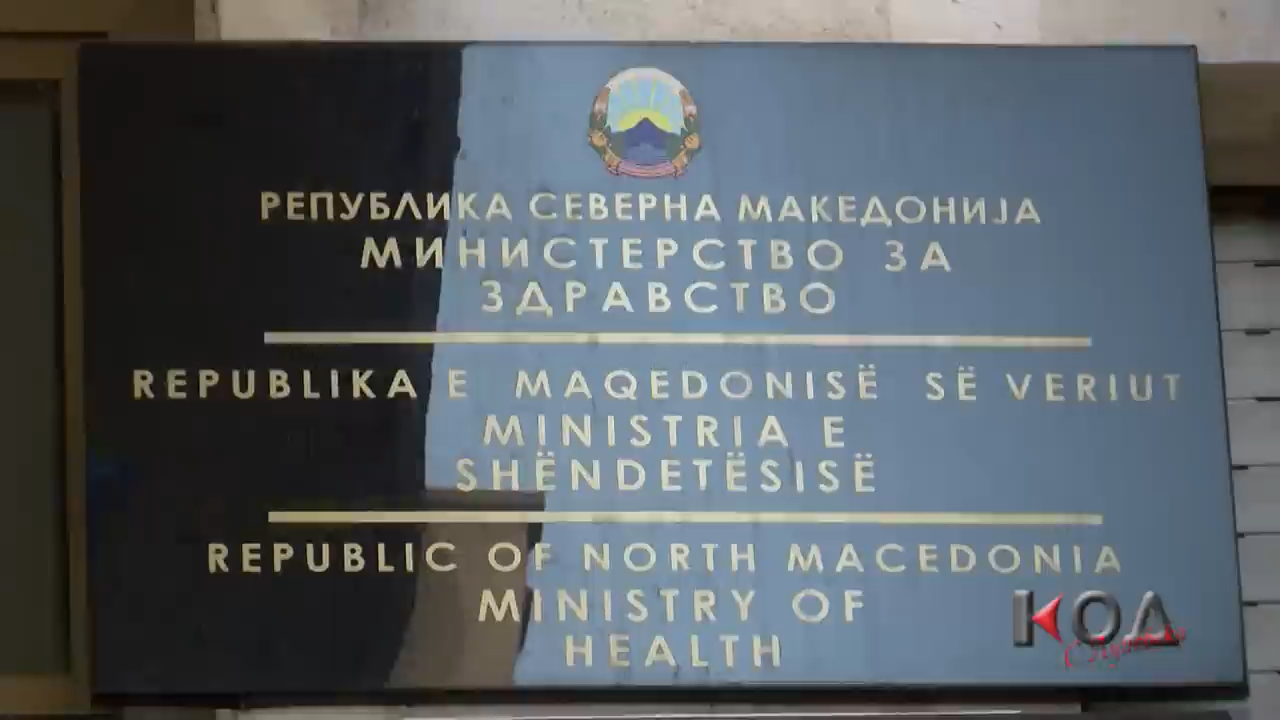 РЕПУБЛИКА СЕВЕРНА МАКЕДОНИЈА
МИНИСТЕРСТВО ЗА
ЗДРАВСТВО
REPUBLIKA E MAQEDONISË SË VERIUT
MINISTRIA E
SHËNDETËSISË
REPUBLIC OF NORTH MACEDONIA
MINISTRY OF
HEALTH
КОД